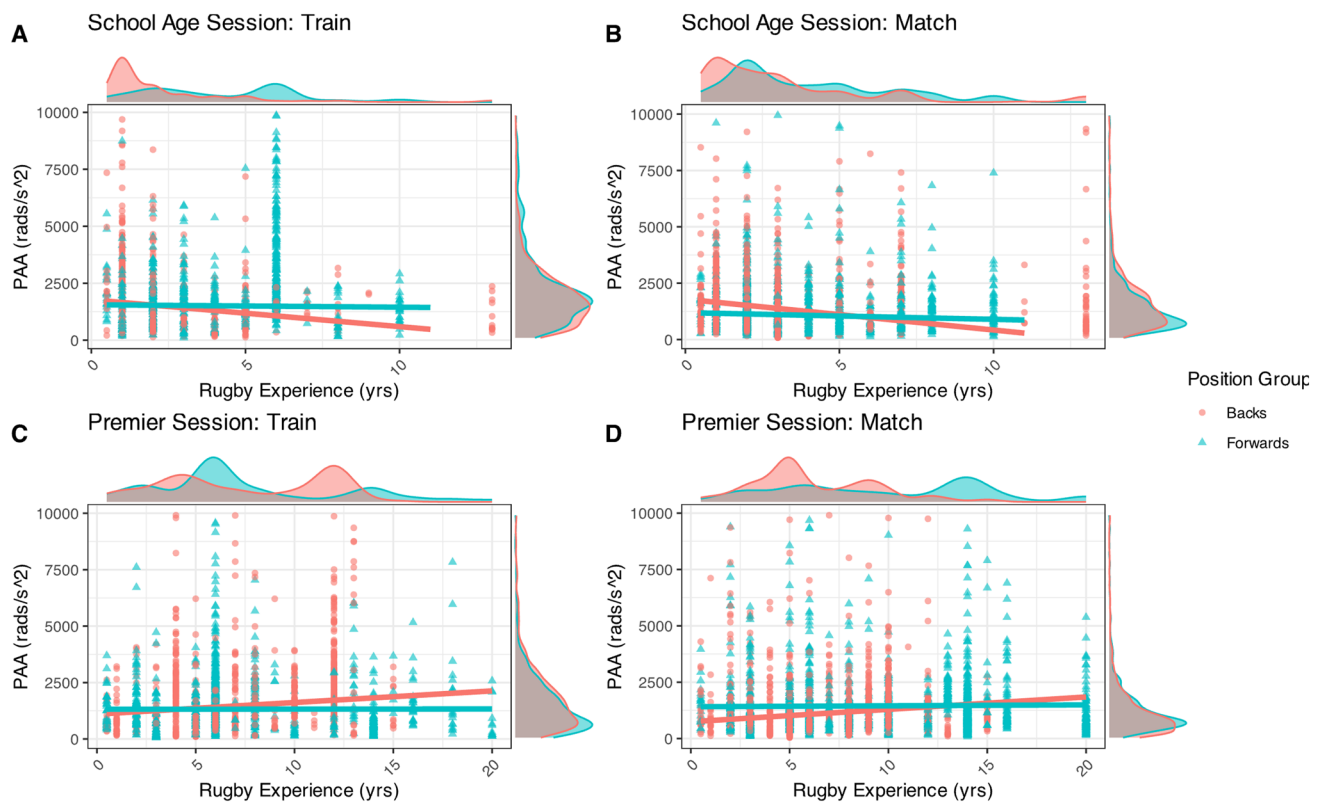 A
School Age Session: Train
PAA (rads/s^2)
10000
7500
5000
2500
0
0
5
10
Rugby Experience (yrs)
B
School Age Session: Match
PAA (rads/s^2)
10000
7500
5000
2500
0
0
5
10
Rugby Experience (yrs)
C
Premier Session: Train
PAA (rads/s^2)
10000
7500
5000
2500
0
0
5
10
15
20
Rugby Experience (yrs)
D
Premier Session: Match
PAA (rads/s^2)
10000
7500
5000
2500
0
0
5
10
15
20
Rugby Experience (yrs)
Position Group
Backs
Forwards